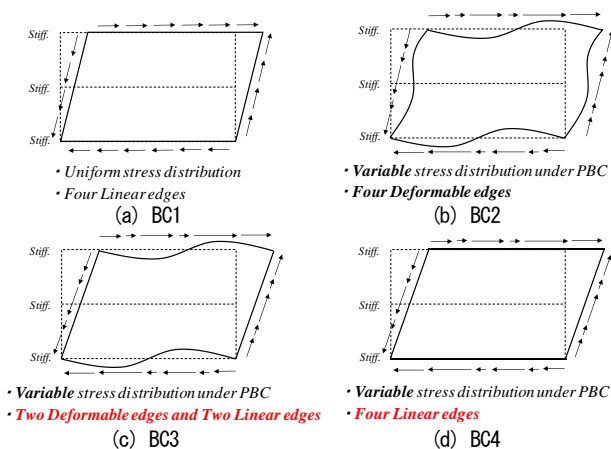 Stiff.
Stiff.
Stiff.
・Uniform stress distribution
・Four Linear edges
(a) BC1
Stiff.
Stiff.
Stiff.
・Variable stress distribution under PBC
・Four Deformable edges
(b) BC2
Stiff.
Stiff.
Stiff.
・Variable stress distribution under PBC
・Two Deformable edges and Two Linear edges
(c) BC3
Stiff.
Stiff.
Stiff.
・Variable stress distribution under PBC
・Four Linear edges
(d) BC4